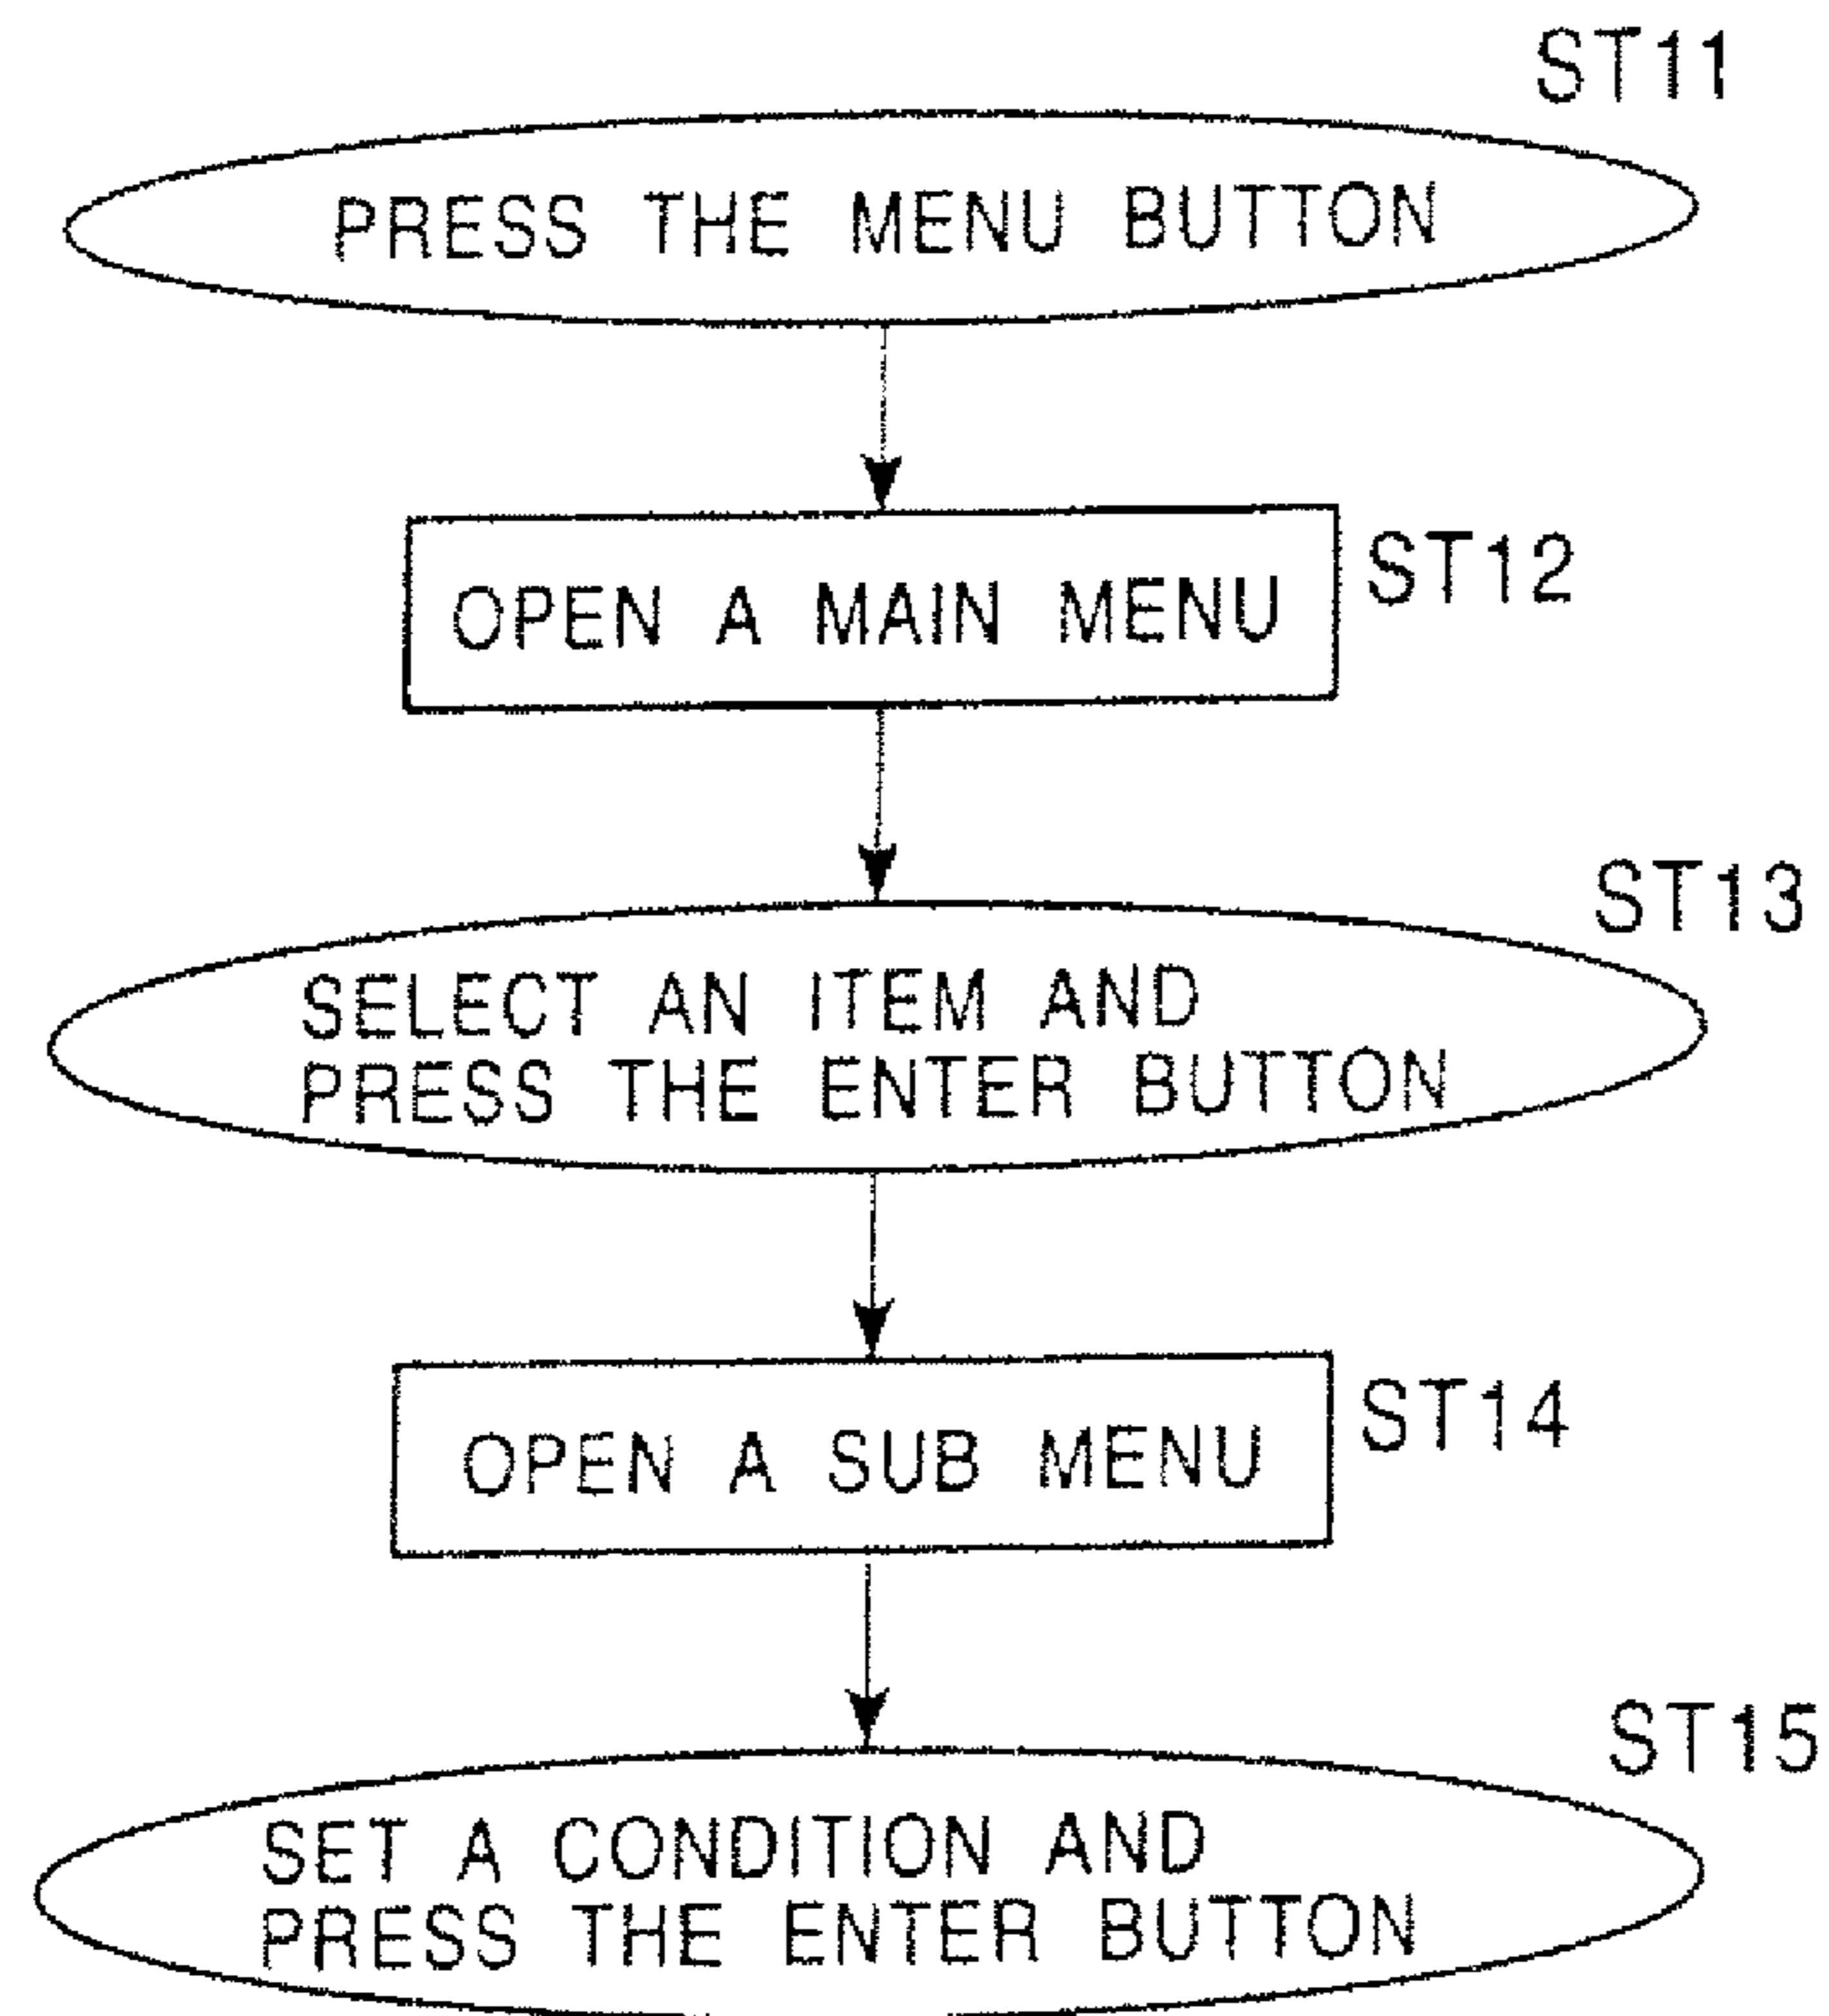 ST11
PRESS THE MENU BUTTON
OPEN A MAIN MENU
ST12
ST13
SELECT AN ITEM AND
PRESS THE ENTER BUTTON
OPEN A SUB MENU
ST14
ST15
SET A CONDITION AND
PRESS THE ENTER BUTTON